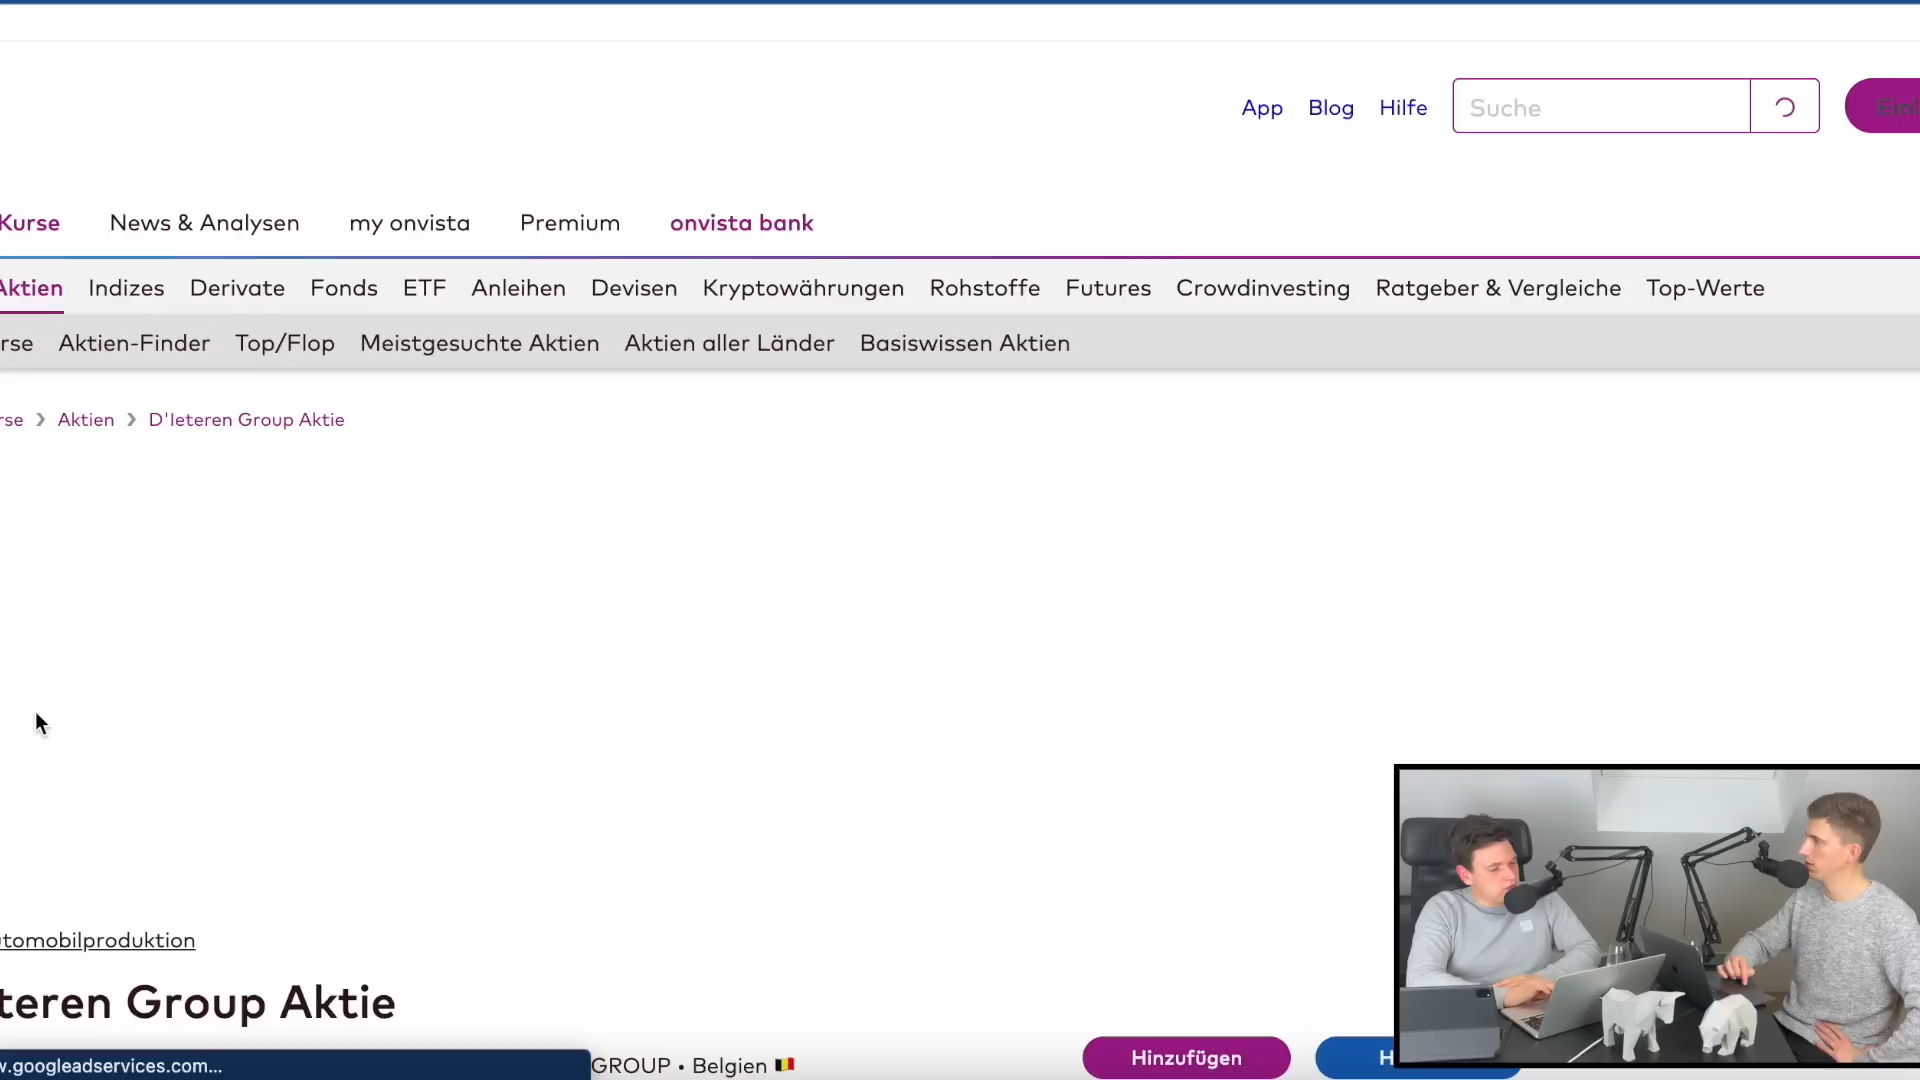 App Blog Hilfe Suche
Kurse News & Analysen my onvista Premium onvista bank
Aktien Indizes Derivate Fonds ETF Anleihen Devisen Kryptowährungen Rohstoffe Futures Crowdinvesting Ratgeber & Vergleiche Top-Werte
rse Aktien-Finder Top/Flop Meistgesuchte Aktien Aktien aller Länder Basiswissen Aktien
rse > Aktien > D'Ieteren Group Aktie
tomobilproduktion
teren Group Aktie
w.googleadservices.com... GROUP • Belgien Hinzufügen H